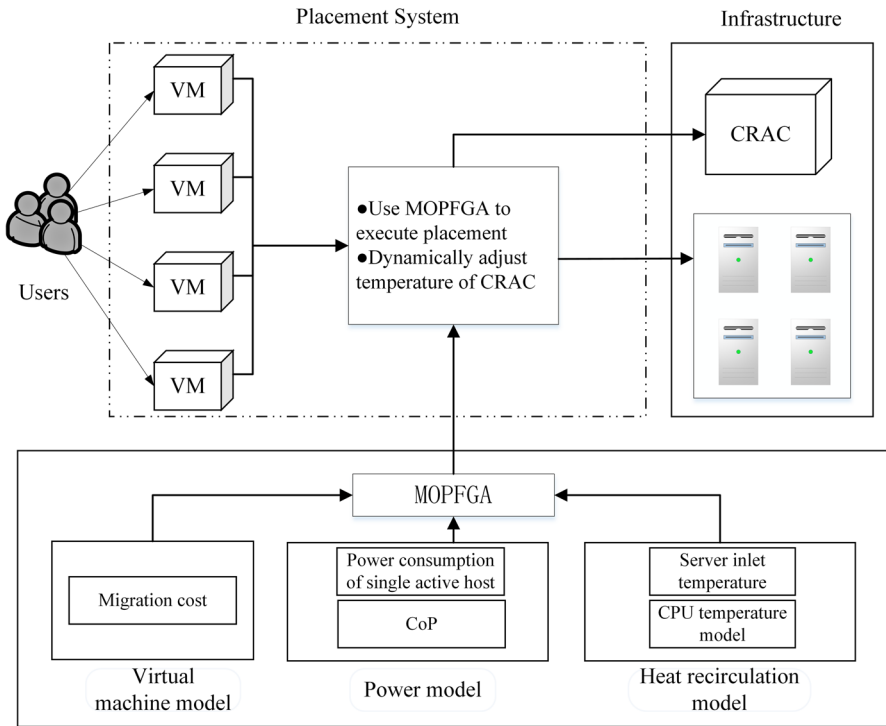 Placement System
Infrastructure
VM
VM
VM
VM
Users
●Use MOPFGA to
execute placement
●Dynamically adjust
temperature of CRAC
CRAC
MOPFGA
Migration cost
Virtual
machine model
Power consumption
of single active host
CoP
Power model
Server inlet
temperature
CPU temperature
model
Heat recirculation
model